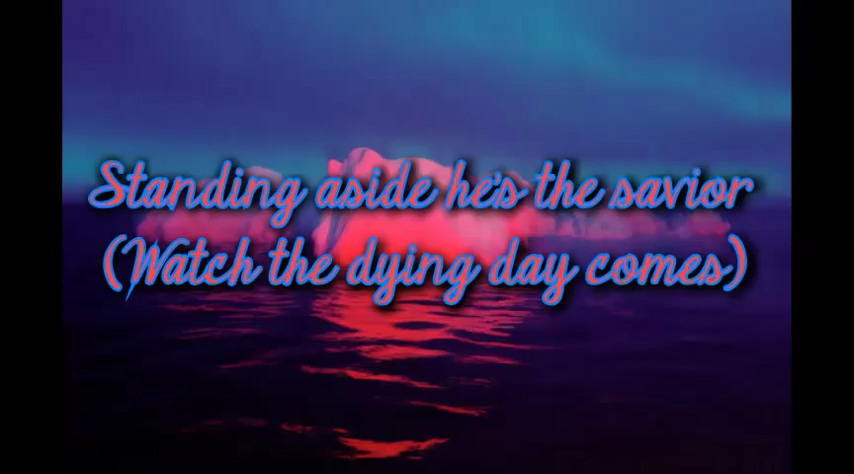 Standing aside he's the savior
(Watch the dying day comes)